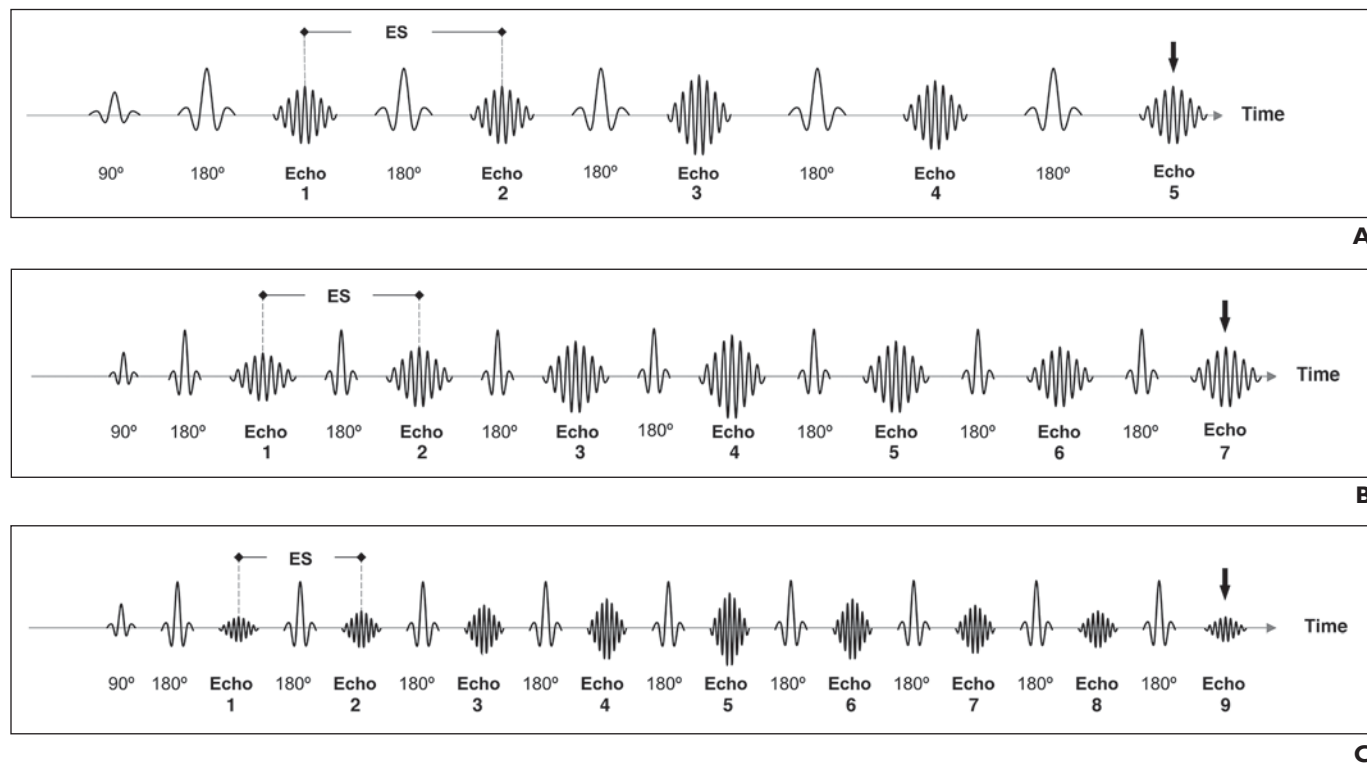 ES
Time
90º 180º Echo 180º Echo 180º Echo 180º Echo 180º Echo
1 2 3 4 5
A
ES
Time
90º 180º Echo 180º Echo 180º Echo 180º Echo 180º Echo 180º Echo 180º Echo
1 2 3 4 5 6 7
B
ES
Time
90º 180º Echo 180º Echo 180º Echo 180º Echo 180º Echo 180º Echo 180º Echo 180º Echo 180º Echo
1 2 3 4 5 6 7 8 9
C